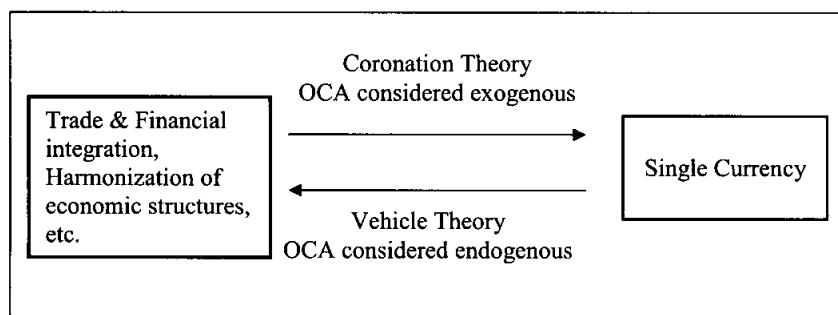 Coronation Theory
OCA considered exogenous
Trade & Financial
integration,
Harmonization of
economic structures,
etc.
Single Currency
Vehicle Theory
OCA considered endogenous